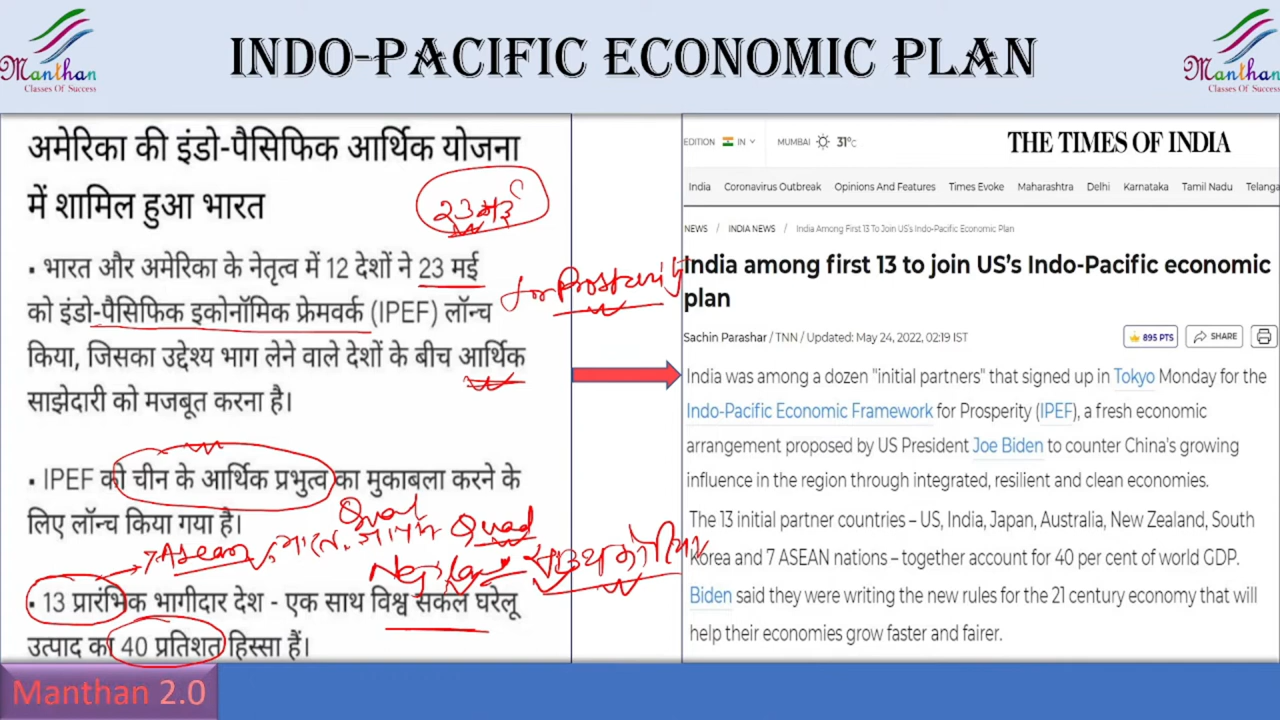 Manthan
Classes Of Success
INDO-PACIFIC ECONOMIC PLAN
Manthan
Classes Of Success
अमेरिका की इंडो-पैसिफिक आर्थिक योजना
में शामिल हुआ भारत
23 मई
• भारत और अमेरिका के नेतृत्व में 12 देशों ने 23 मई
को इंडो-पैसिफिक इकोनॉमिक फ्रेमवर्क (IPEF) लॉन्च
किया, जिसका उद्देश्य भाग लेने वाले देशों के बीच आर्थिक
साझेदारी को मजबूत करना है।
for Prosperity
• IPEF को चीन के आर्थिक प्रभुत्व का मुकाबला करने के
लिए लॉन्च किया गया है।
Asean
Quad
• 13 प्रारंभिक भागीदार देश - एक साथ विश्व सकल घरेलू
उत्पाद का 40 प्रतिशत हिस्सा हैं।
EDITION IN MUMBAI 31°C THE TIMES OF INDIA
India Coronavirus Outbreak Opinions And Features Times Evoke Maharashtra Delhi Karnataka Tamil Nadu Telanga
NEWS / INDIA NEWS / India Among First 13 To Join US's Indo-Pacific Economic Plan
India among first 13 to join US's Indo-Pacific economic
plan
Sachin Parashar / TNN / Updated: May 24, 2022, 02:19 IST 895 PTS SHARE
India was among a dozen "initial partners" that signed up in Tokyo Monday for the
Indo-Pacific Economic Framework for Prosperity (IPEF), a fresh economic
arrangement proposed by US President Joe Biden to counter China's growing
influence in the region through integrated, resilient and clean economies.
The 13 initial partner countries – US, India, Japan, Australia, New Zealand, South
Korea and 7 ASEAN nations – together account for 40 per cent of world GDP.
Biden said they were writing the new rules for the 21 century economy that will
help their economies grow faster and fairer.
Manthan 2.0